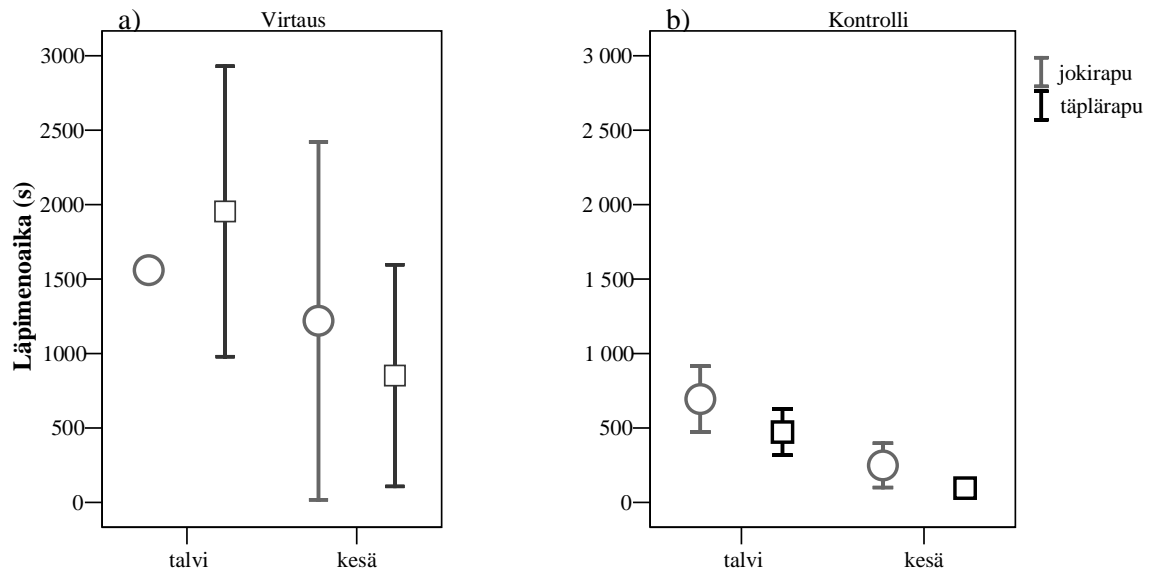 a) Virtaus
3000
2500
2000
1500
1000
500
0
Läpimenoaika (s)
talvi kesä
b) Kontrolli
3 000
2 500
2 000
1 500
1 000
500
0
talvi kesä
jokirapu
täplärapu